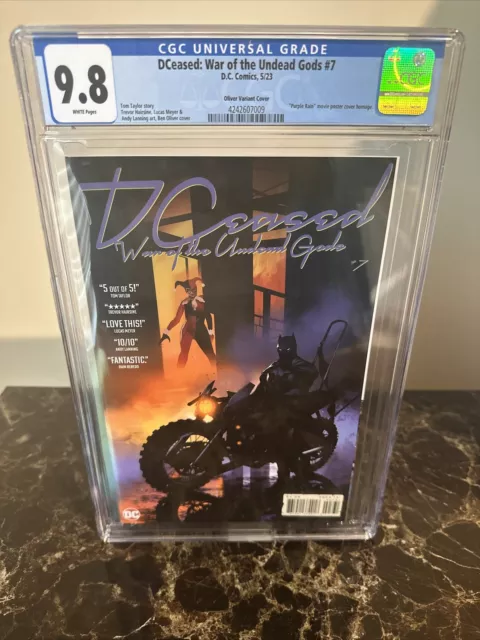 CGC UNIVERSAL GRADE
9.8
WHITE Pages
DCeased: War of the Undead Gods #7
D.C. Comics, 5/23
Oliver Variant Cover
4242607009
Tom Taylor story
Trevor Hairsine, Lucas Meyer &
Andy Lanning art, Ben Oliver cover
"Purple Rain" movie poster cover homage
CGC
DCeased
War of the Undead Gods
#7
"5 OUT OF 5!"
TOM TAYLOR
"★★★★★"
TREVOR HAIRSINE
"LOVE THIS!"
LUCAS MEYER
"10/10"
ANDY LANNING
"FANTASTIC."
RAIN BEREDO
DC